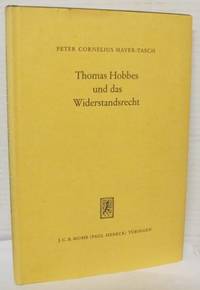 PETER CORNELIUS MAYER-TASCH
Thomas Hobbes
und das
Widerstandsrecht
J. C. B. MOHR (PAUL SIEBECK) TÜBINGEN